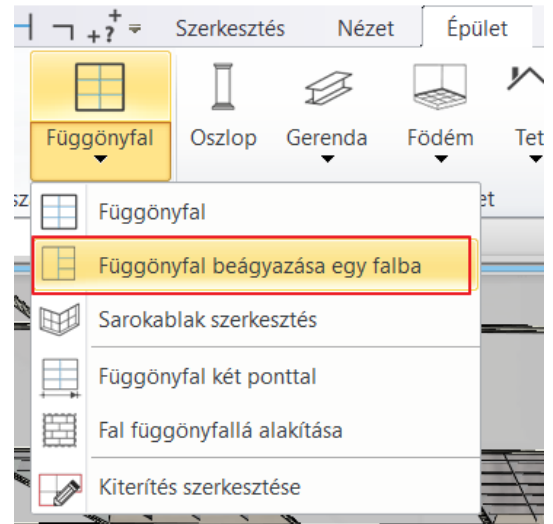 Szerkesztés Nézet Épület
Függönyfal Oszlop Gerenda Födém
Függönyfal
Függönyfal beágyazása egy falba
Sarokablak szerkesztés
Függönyfal két ponttal
Fal függönyfallá alakítása
Kiterítés szerkesztése